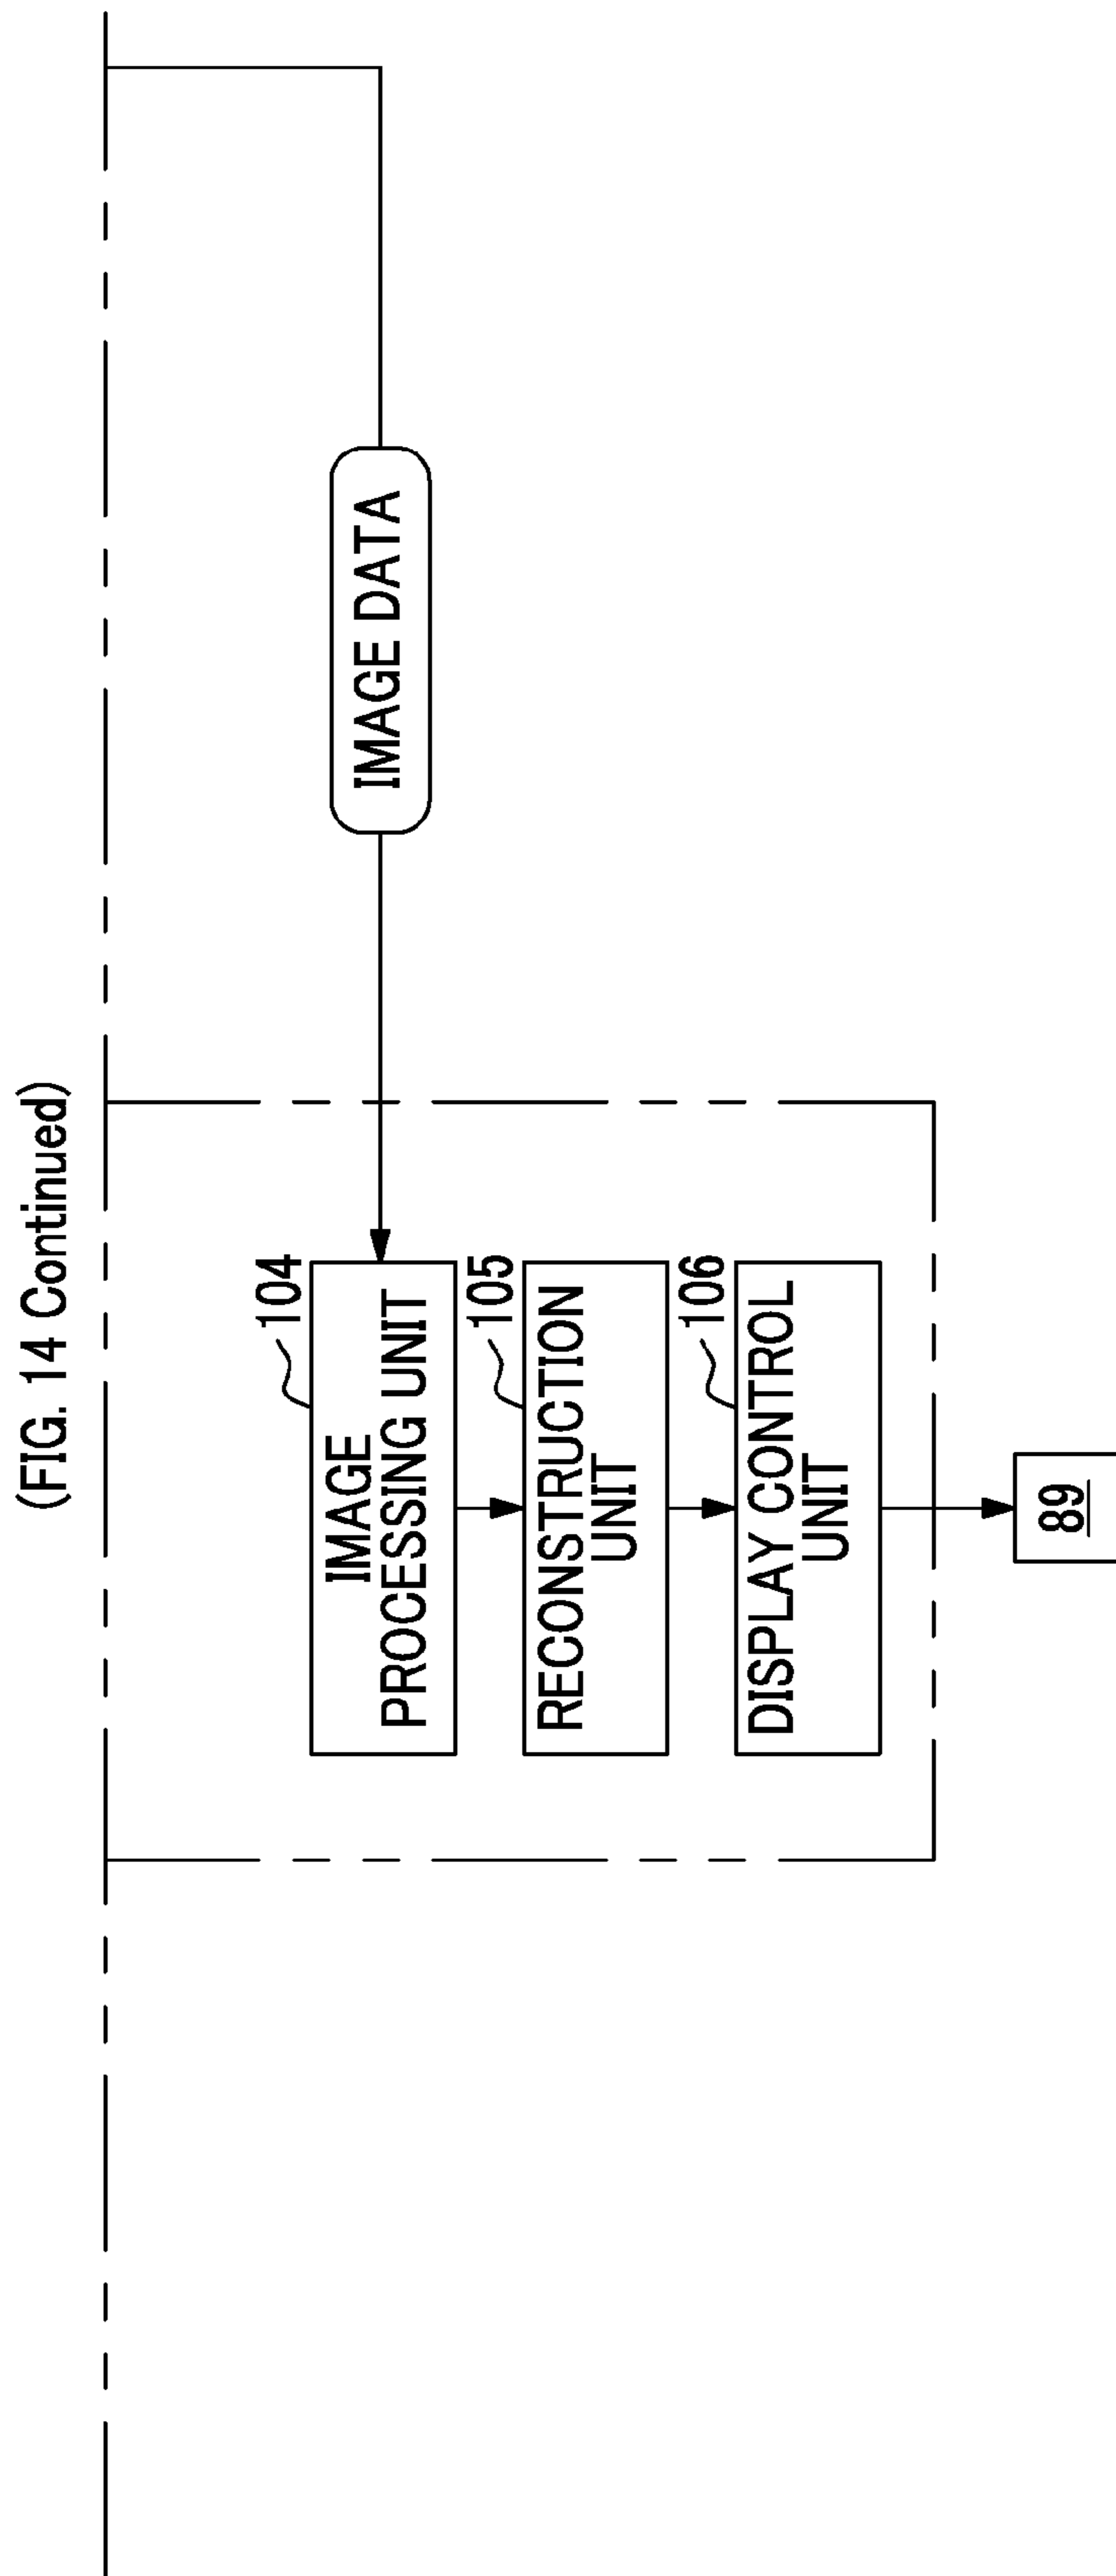 (FIG. 14 Continued)
IMAGE DATA
104
IMAGE
PROCESSING UNIT
105
RECONSTRUCTION
UNIT
106
DISPLAY CONTROL
UNIT
89